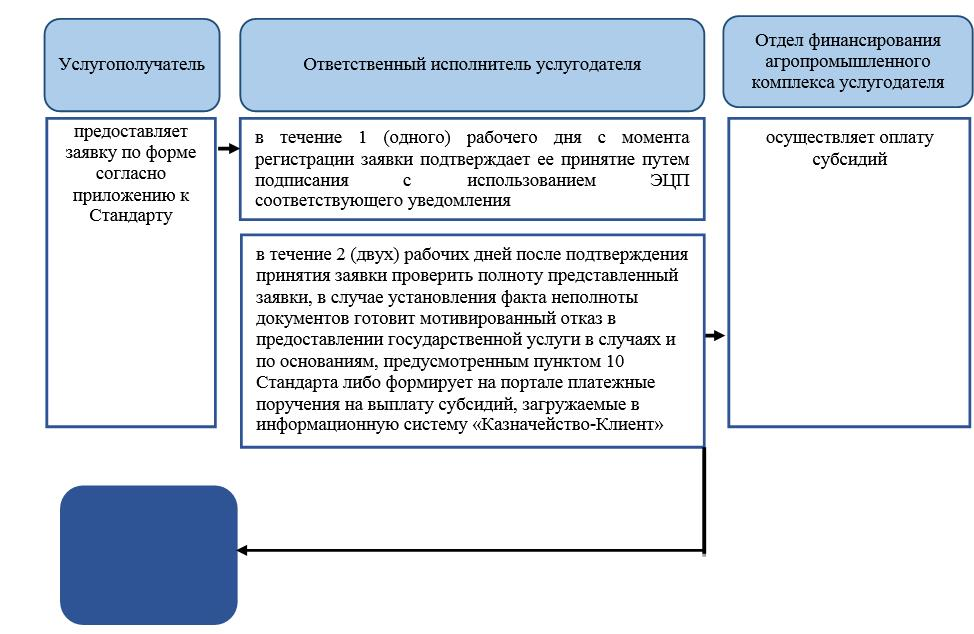 Услугополучатель
Ответственный исполнитель услугодателя
Отдел финансирования
агропромышленного
комплекса услугодателя
предоставляет
заявку по форме
согласно
приложению к
Стандарту
в течение 1 (одного) рабочего дня с момента
регистрации заявки подтверждает ее принятие путем
подписания с использованием ЭЦП
соответствующего уведомления
в течение 2 (двух) рабочих дней после подтверждения
принятия заявки проверить полноту представленный
заявки, в случае установления факта неполноты
документов готовит мотивированный отказ в
предоставлении государственной услуги в случаях и
по основаниям, предусмотренным пунктом 10
Стандарта либо формирует на портале платежные
поручения на выплату субсидий, загружаемые в
информационную систему «Казначейство-Клиент»
осуществляет оплату
субсидий